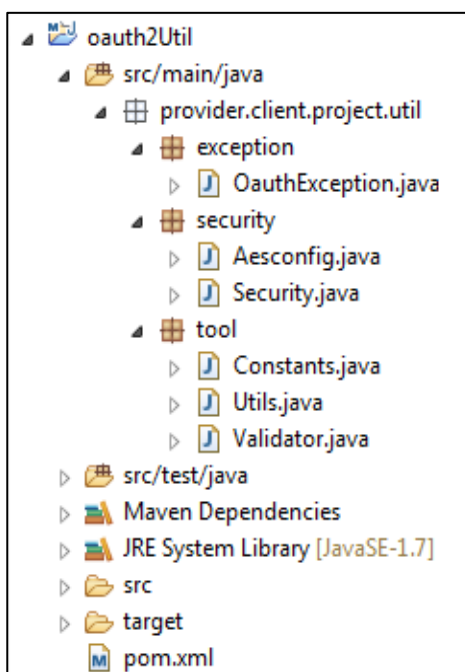 oauth2Util
src/main/java
provider.client.project.util
exception
OauthException.java
security
Aesconfig.java
Security.java
tool
Constants.java
Utils.java
Validator.java
src/test/java
Maven Dependencies
JRE System Library [JavaSE-1.7]
src
target
pom.xml